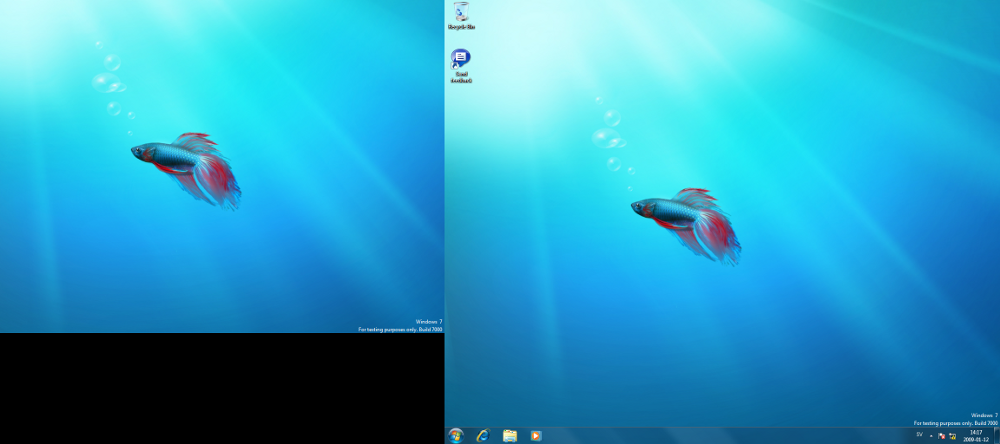 Windows 7
For testing purposes only. Build 7000
Recycle Bin
Send
feedback
Windows 7
For testing purposes only. Build 7000
SV
14:17
2009-01-12